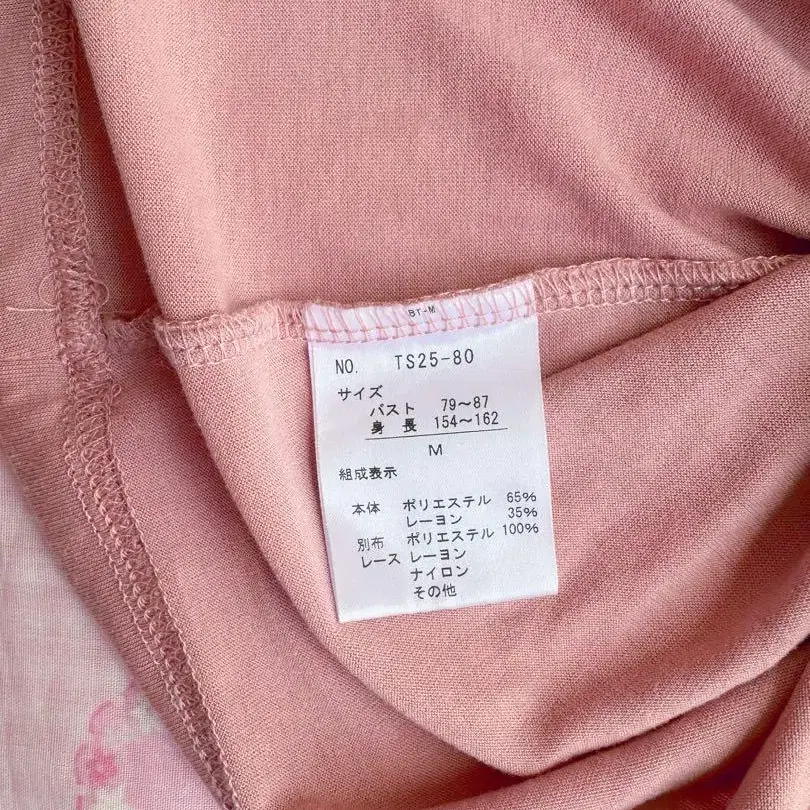 BT-M
NO. TS25-80
サイズ
バスト 79〜87
身長 154〜162
M
組成表示
本体 ポリエステル 65%
レーヨン 35%
別布 ポリエステル 100%
レース レーヨン
ナイロン
その他